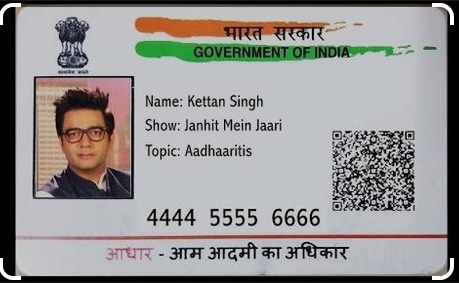 भारत सरकार
GOVERNMENT OF INDIA
सत्यमेव जयते
Name: Kettan Singh
Show: Janhit Mein Jaari
Topic: Aadhaaritis
4444 5555 6666
आधार - आम आदमी का अधिकार